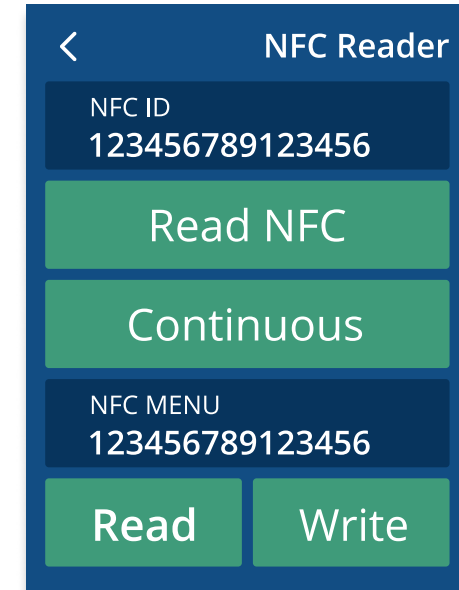 NFC Reader
NFC ID
123456789123456
Read NFC
Continuous
NFC MENU
123456789123456
Read Write